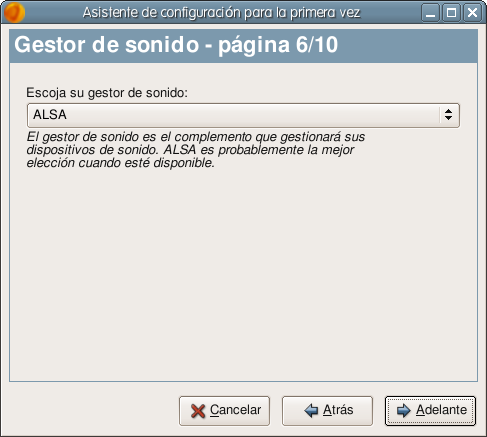 Asistente de configuración para la primera vez
Gestor de sonido - página 6/10
Escoja su gestor de sonido:
ALSA
El gestor de sonido es el complemento que gestionará sus
dispositivos de sonido. ALSA es probablemente la mejor
elección cuando esté disponible.
Cancelar
Atrás
Adelante